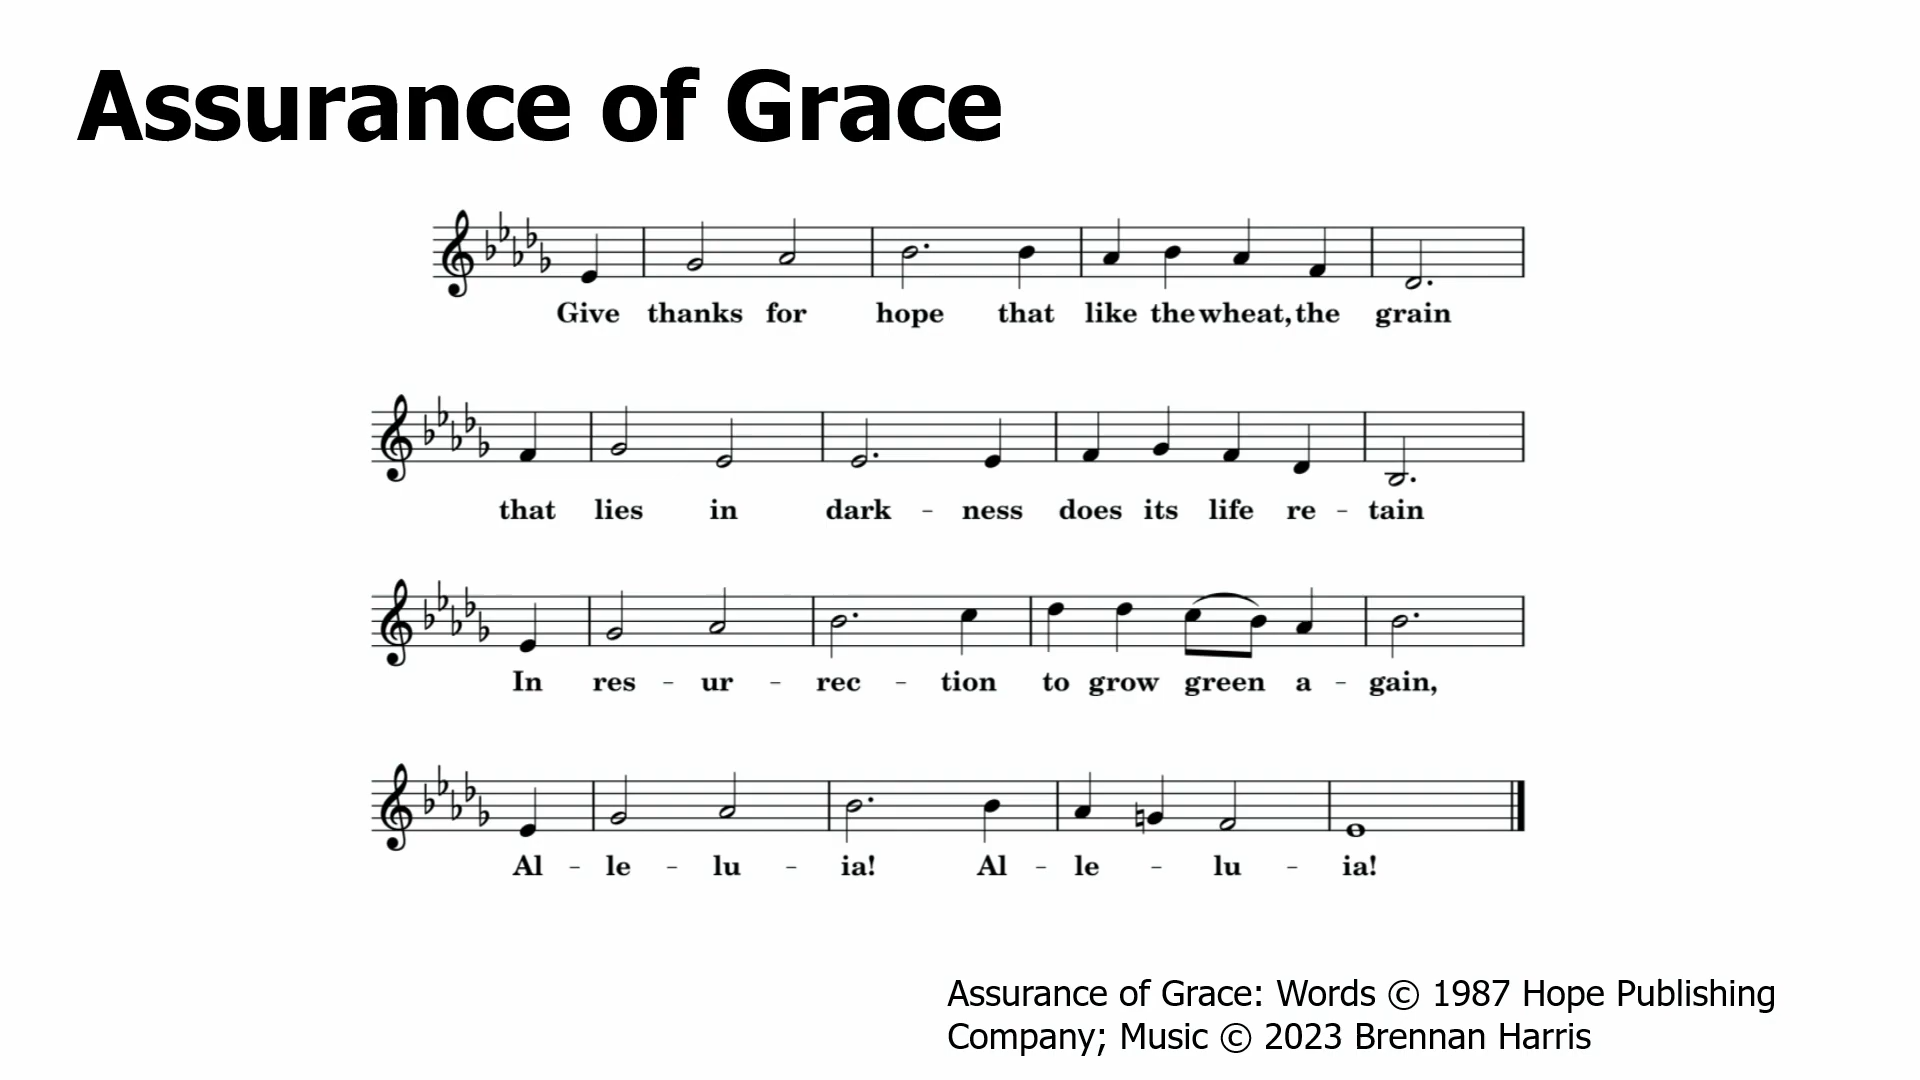 Assurance of Grace
Give thanks for hope that like the wheat, the grain
that lies in dark - ness does its life re - tain
In res - ur - rec - tion to grow green a - gain,
Al - le - lu - ia! Al - le - lu - ia!
Assurance of Grace: Words © 1987 Hope Publishing
Company; Music © 2023 Brennan Harris